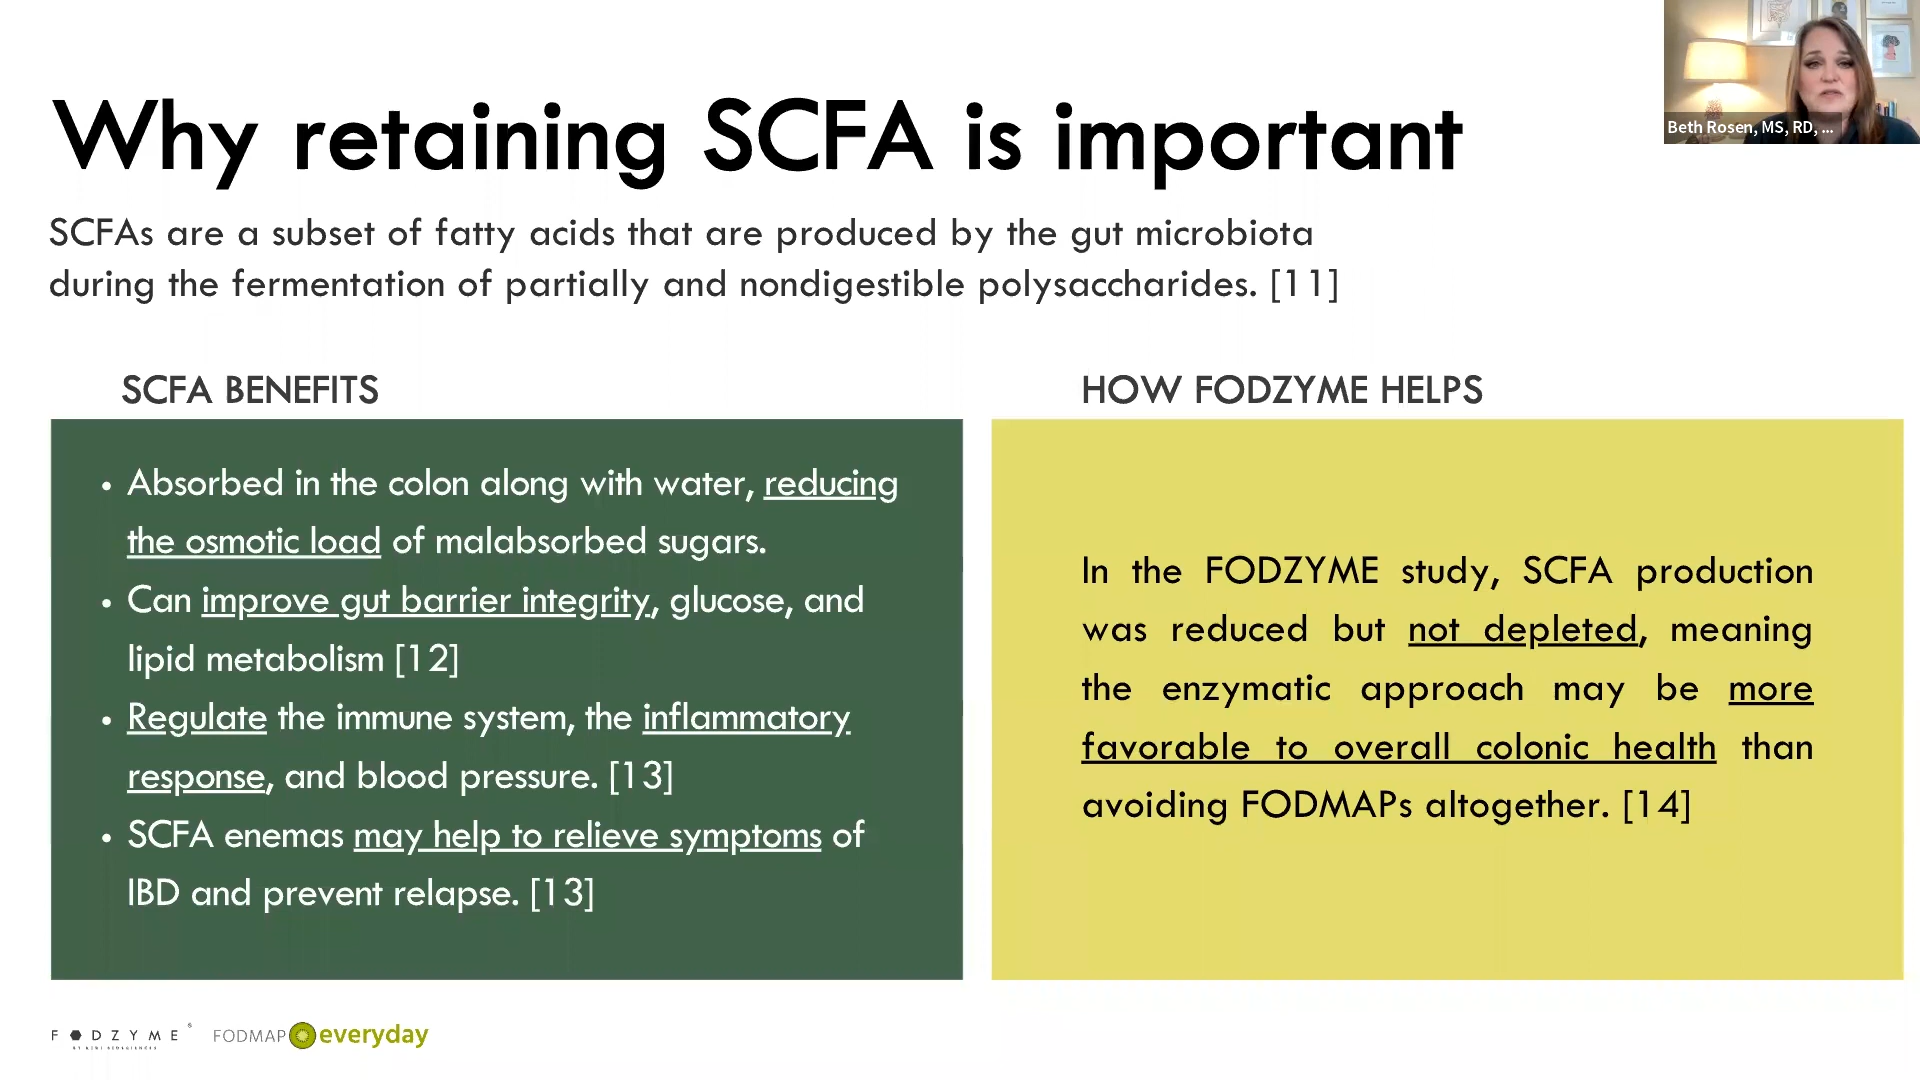 Why retaining SCFA is important
Beth Rosen, MS, RD, ...
SCFAs are a subset of fatty acids that are produced by the gut microbiota
during the fermentation of partially and nondigestible polysaccharides. [11]
SCFA BENEFITS
• Absorbed in the colon along with water, reducing
the osmotic load of malabsorbed sugars.
• Can improve gut barrier integrity, glucose, and
lipid metabolism [12]
• Regulate the immune system, the inflammatory
response, and blood pressure. [13]
• SCFA enemas may help to relieve symptoms of
IBD and prevent relapse. [13]
HOW FODZYME HELPS
In the FODZYME study, SCFA production
was reduced but not depleted, meaning
the enzymatic approach may be more
favorable to overall colonic health than
avoiding FODMAPs altogether. [14]
FODZYME®
BY KIWI BIOSCIENCES
FODMAP everyday